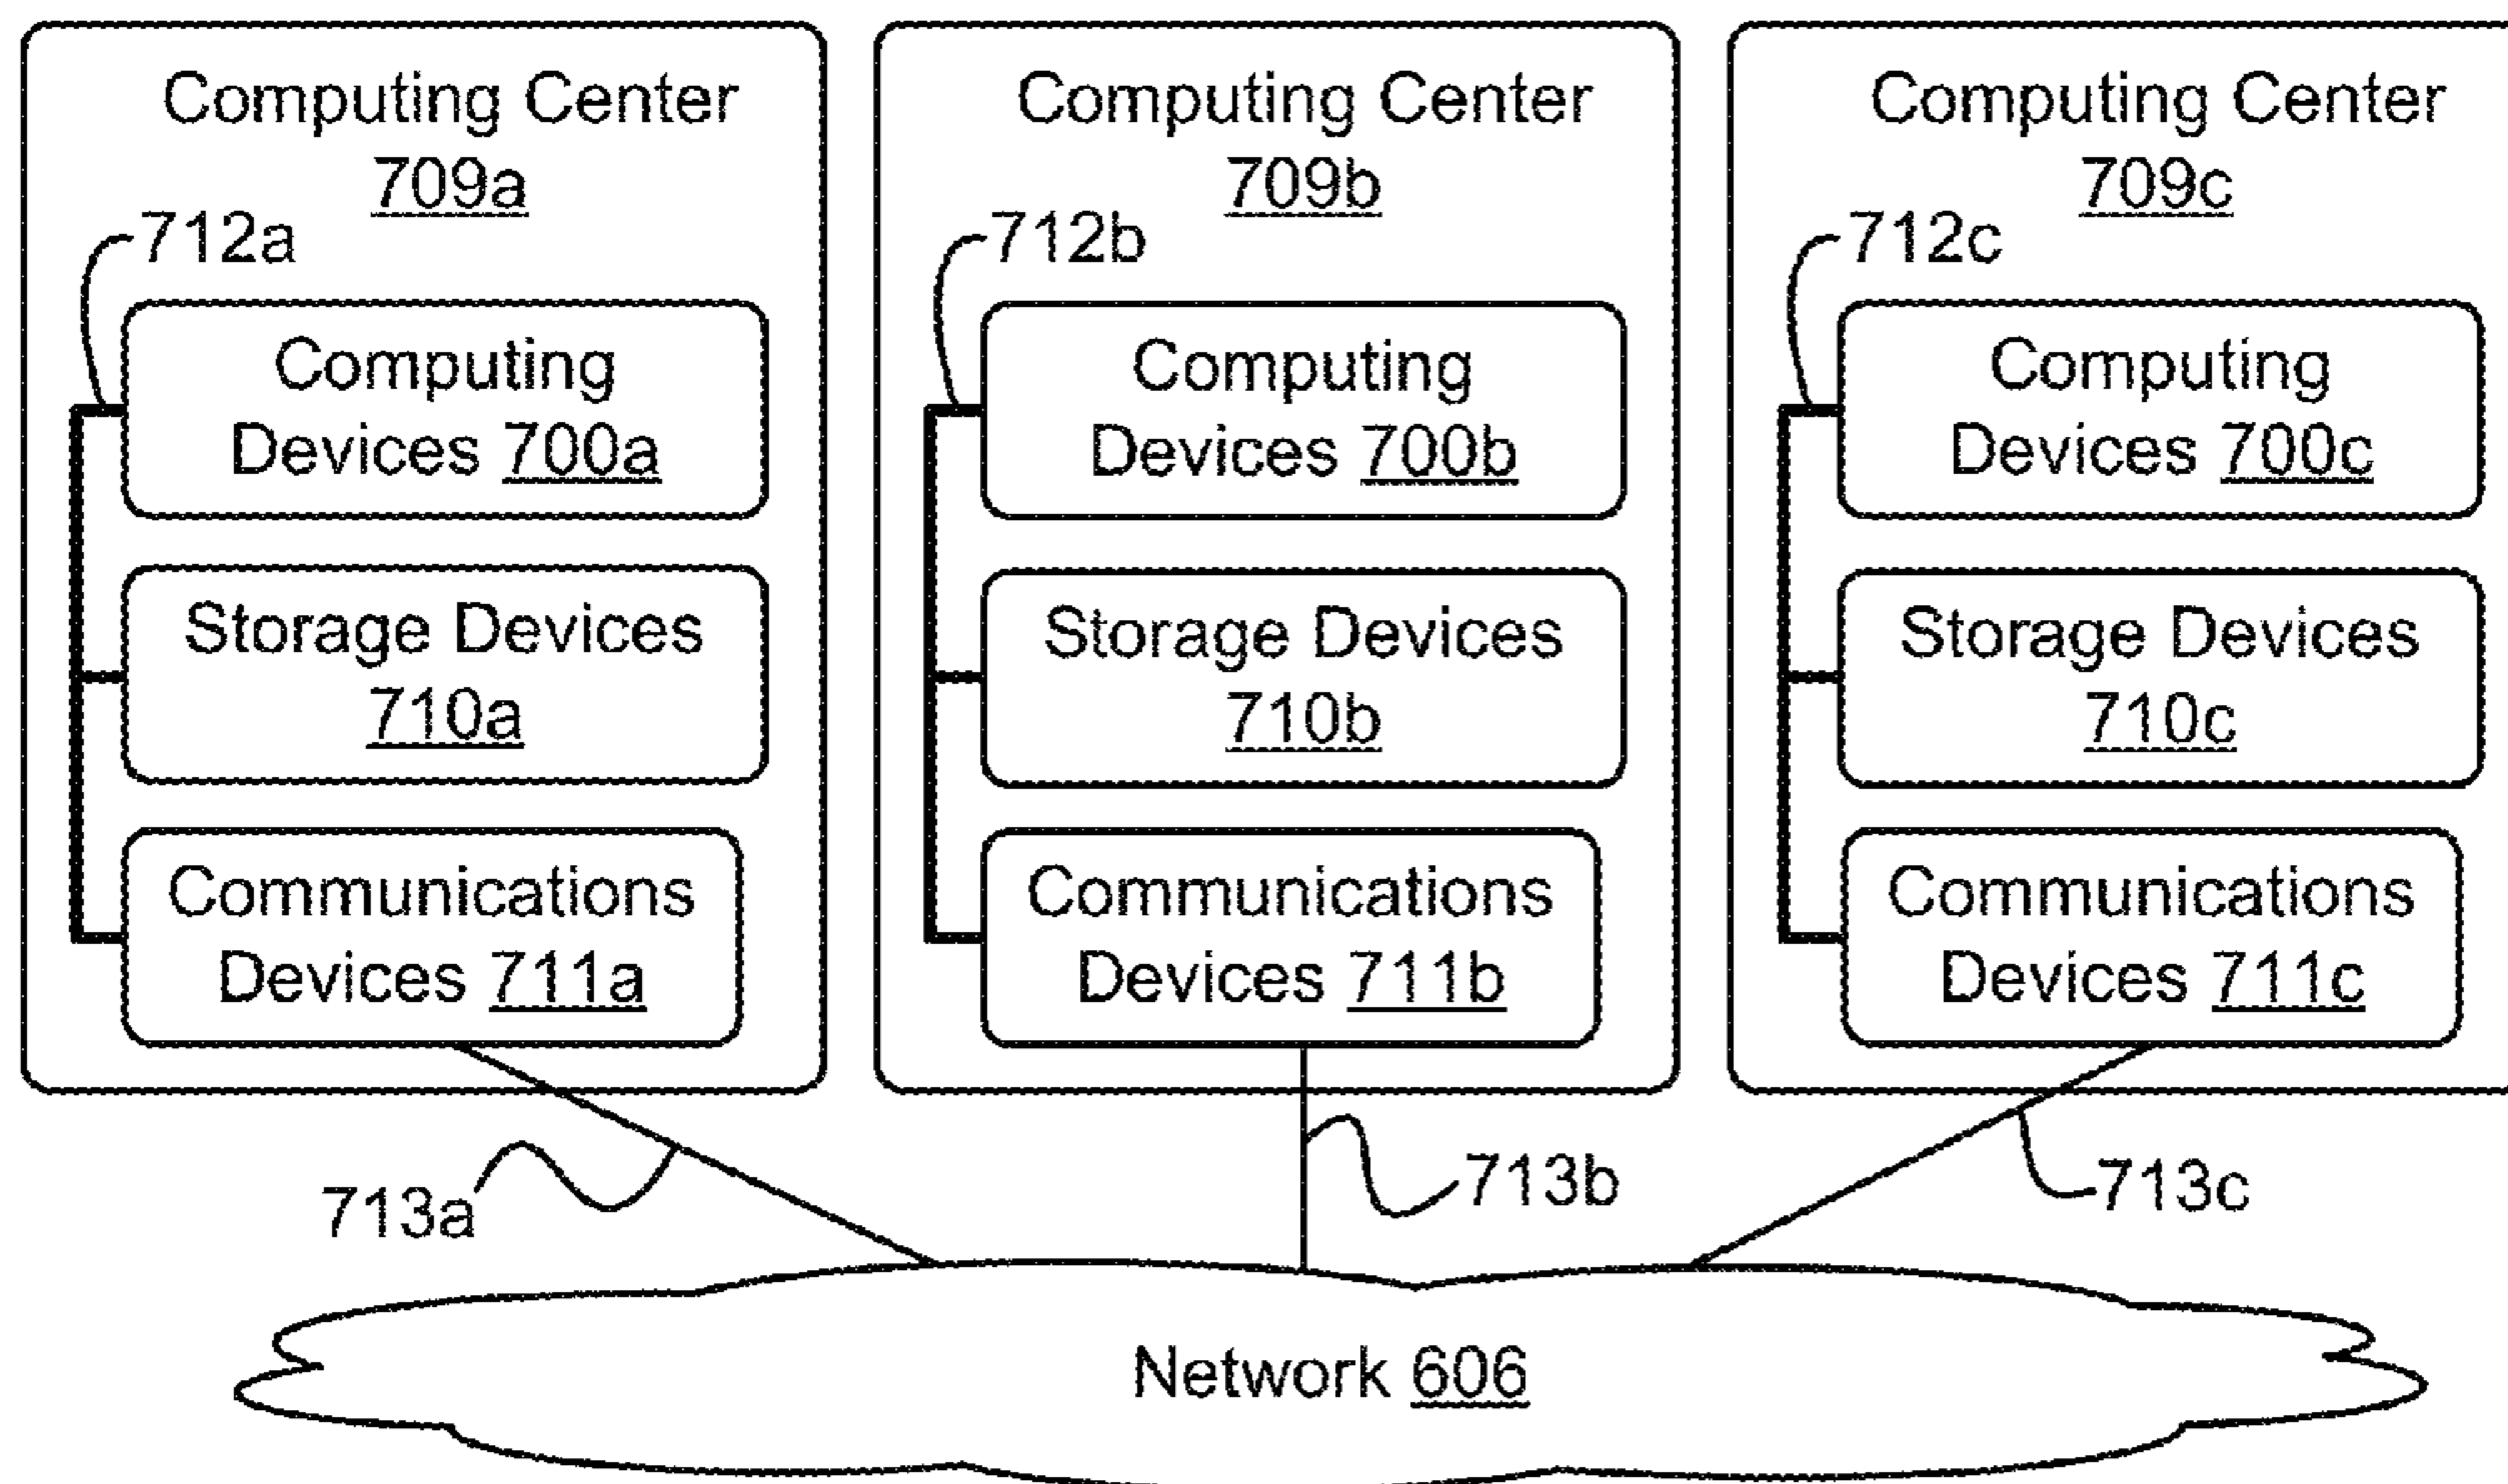 Computing Center
709a
712a
Computing
Devices 700a
Storage Devices
710a
Communications
Devices 711a
Computing Center
709b
712b
Computing
Devices 700b
Storage Devices
710b
Communications
Devices 711b
Computing Center
709c
712c
Computing
Devices 700c
Storage Devices
710c
Communications
Devices 711c
713a
713b
713c
Network 606